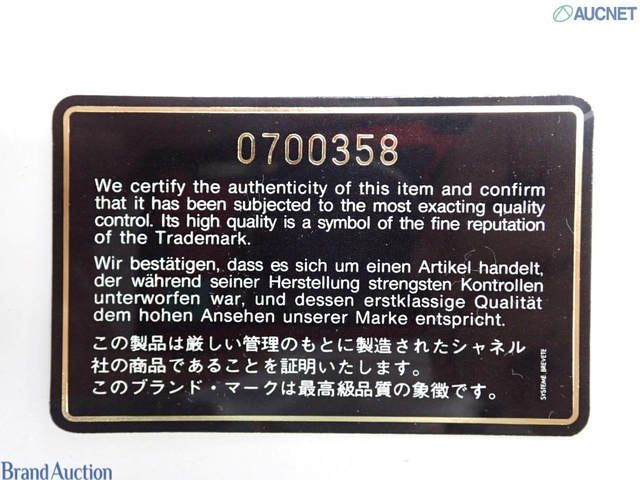 AUCNET
0700358
We certify the authenticity of this item and confirm
that it has been subjected to the most exacting quality
control. Its high quality is a symbol of the fine reputation
of the Trademark.
Wir bestätigen, dass es sich um einen Artikel handelt,
der während seiner Herstellung strengsten Kontrollen
unterworfen war, und dessen erstklassige Qualität
dem hohen Ansehen unserer Marke entspricht.
この製品は厳しい管理のもとに製造されたシャネル
社の商品であることを証明いたします。
このブランド・マークは最高級品質の象徴です。
SYSTEME BREVETE
Brand Auction